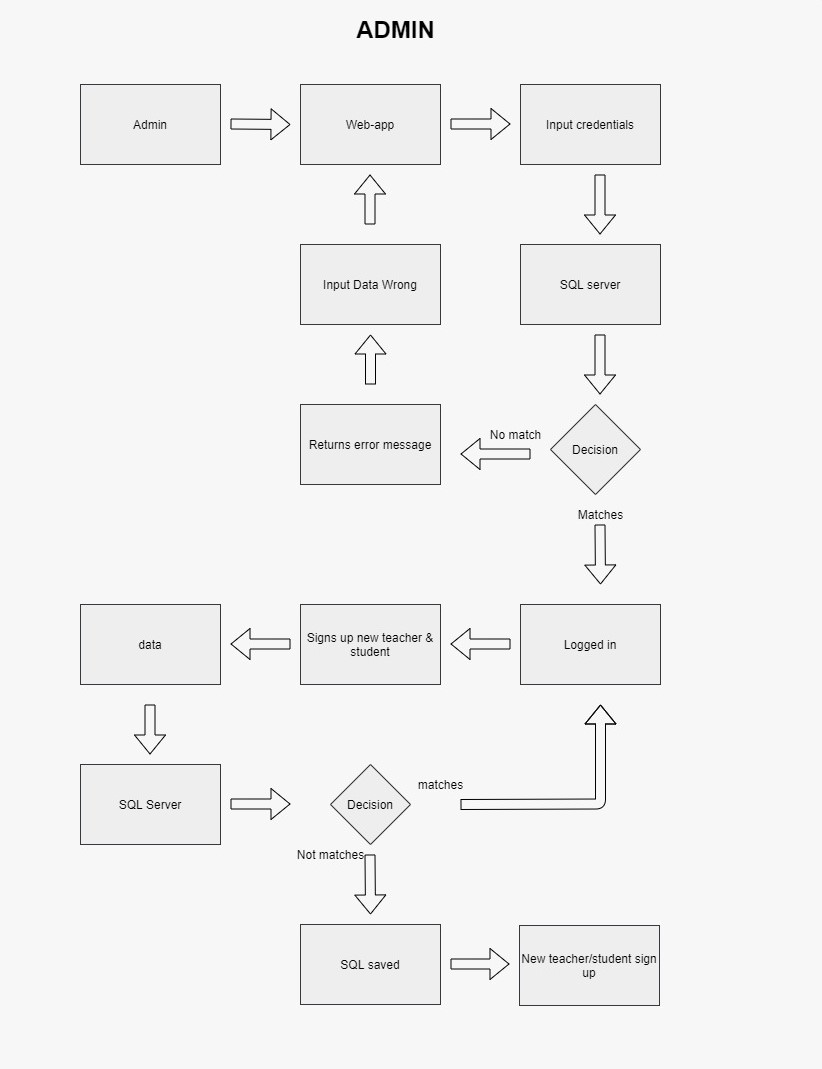 ADMIN
Admin
Web-app
Input credentials
Input Data Wrong
SQL server
Returns error message
No match
Decision
Matches
data
Signs up new teacher &
student
Logged in
SQL Server
Decision
matches
Not matches
SQL saved
New teacher/student sign
up